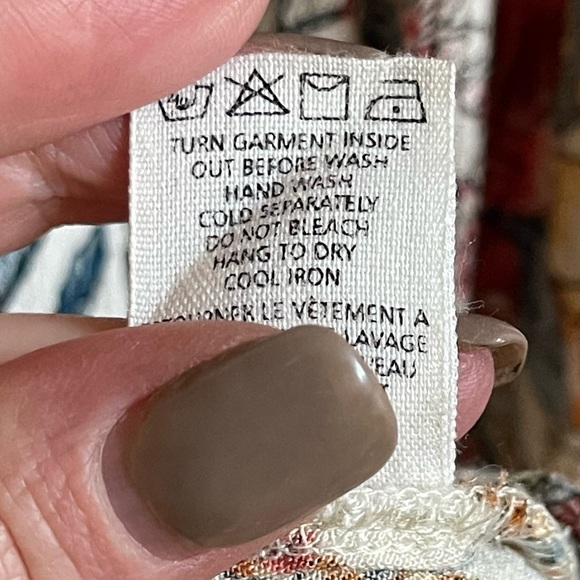 TURN GARMENT INSIDE
OUT BEFORE WASH
HAND WASH
COLD SEPARATELY
DO NOT BLEACH
HANG TO DRY
COOL IRON
LE VÊTEMENT A
LAVAGE